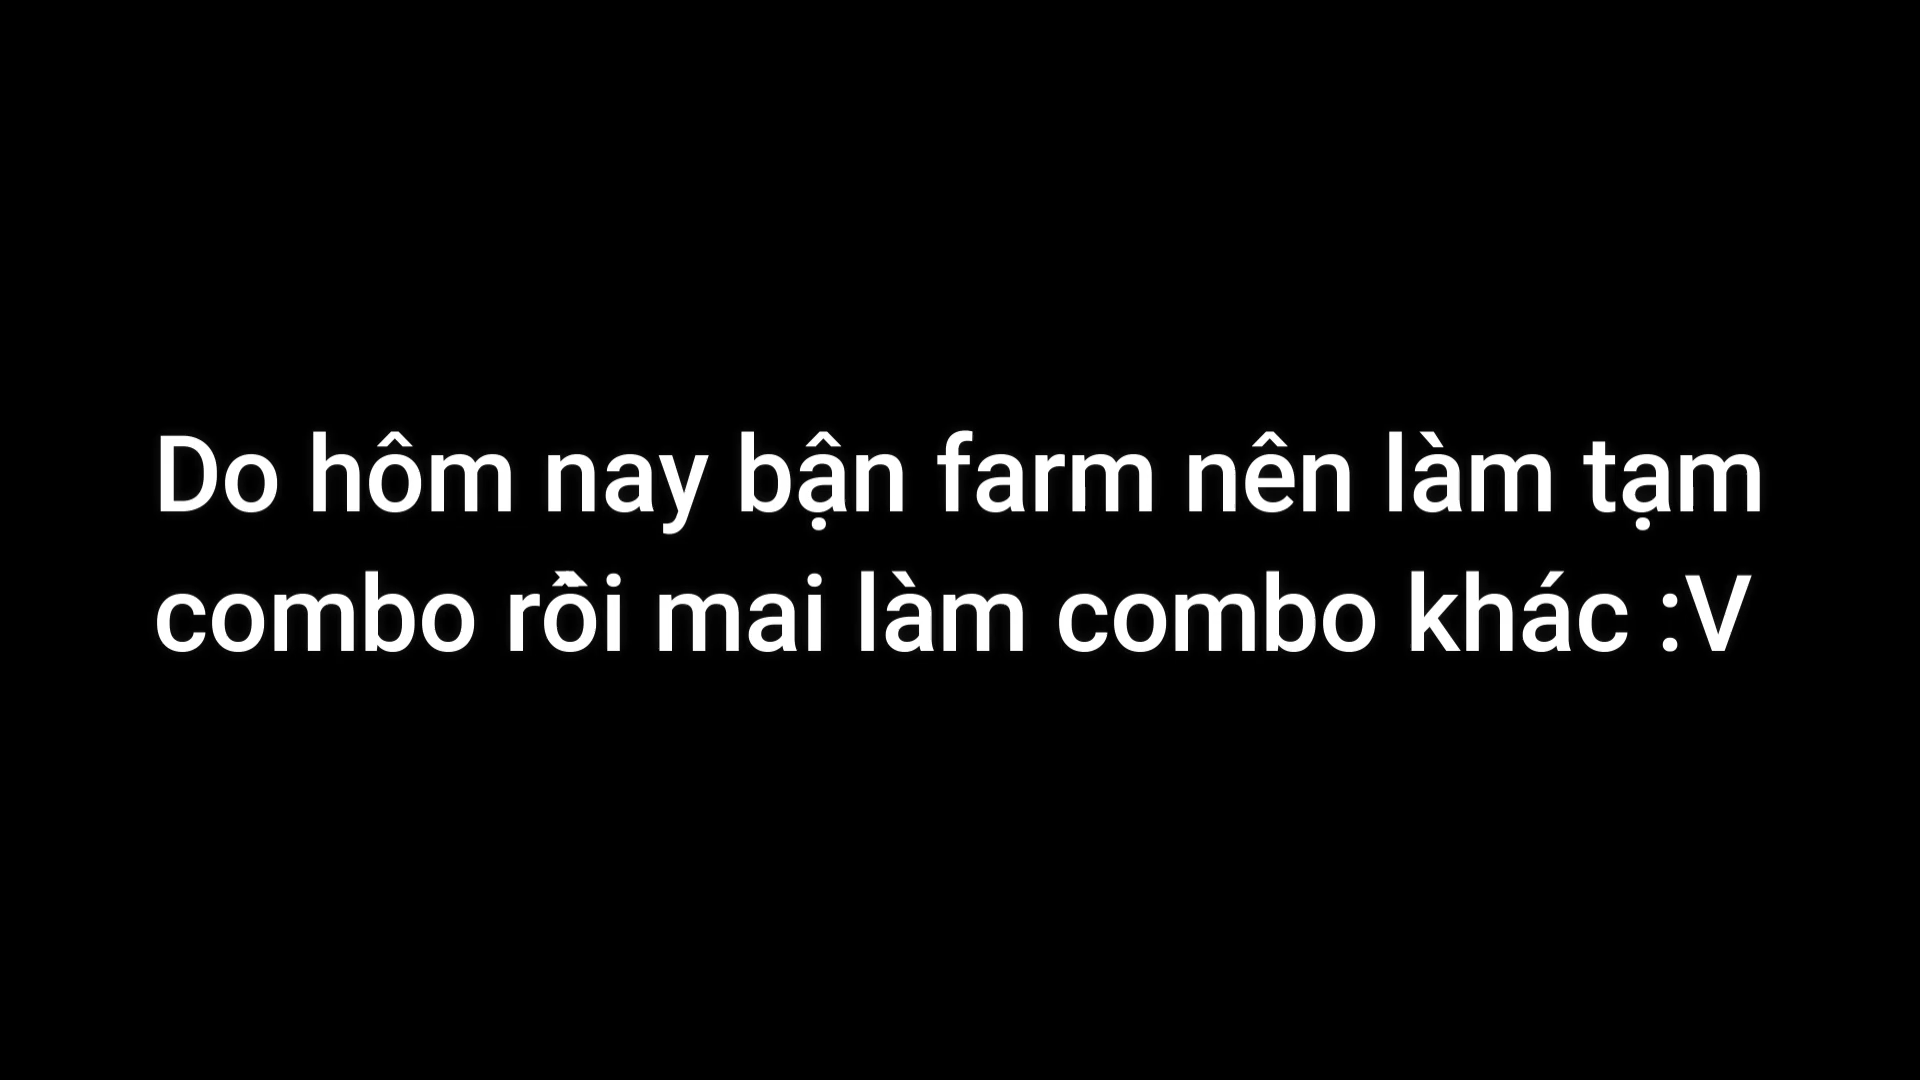 Do hôm nay bận farm nên làm tạm
combo rồi mai làm combo khác :V